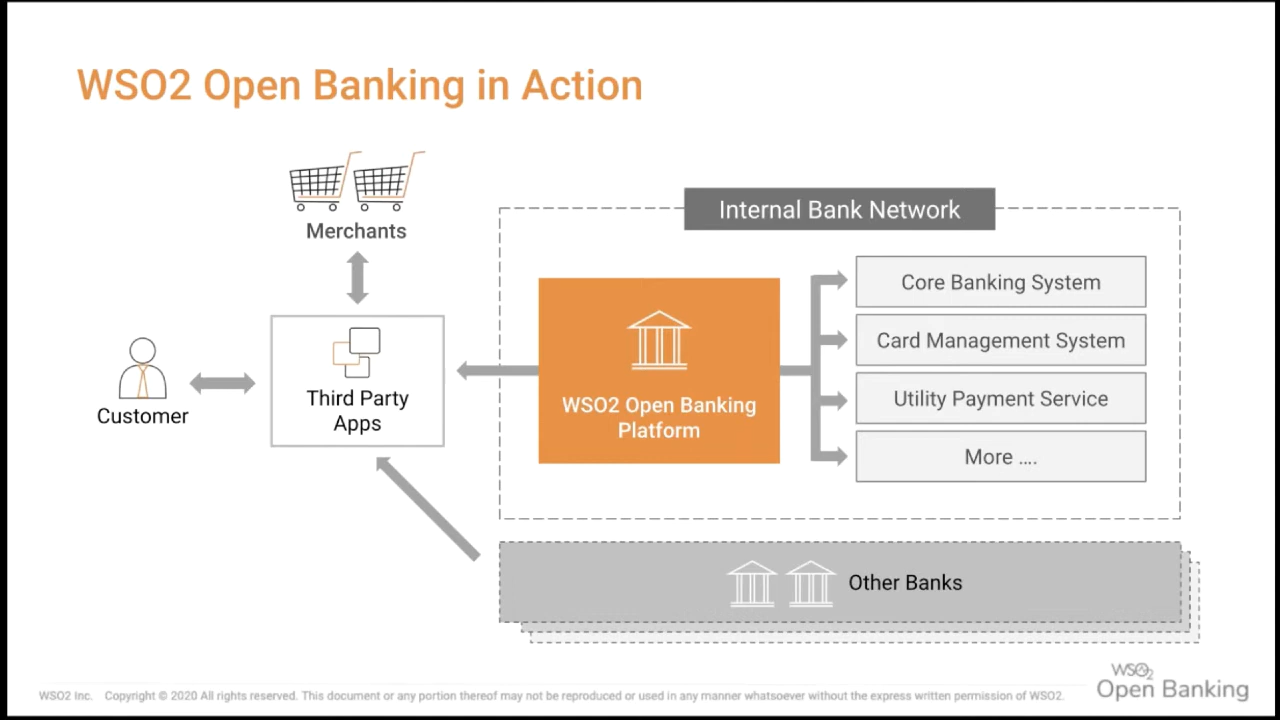 WSO2 Open Banking in Action
Merchants
Internal Bank Network
Customer
Third Party
Apps
WSO2 Open Banking
Platform
Core Banking System
Card Management System
Utility Payment Service
More ....
Other Banks
WSO2 Inc. Copyright © 2020 All rights reserved. This document or any portion thereof may not be reproduced or used in any manner whatsoever without the express written permission of WSO2.
WSO2
Open Banking